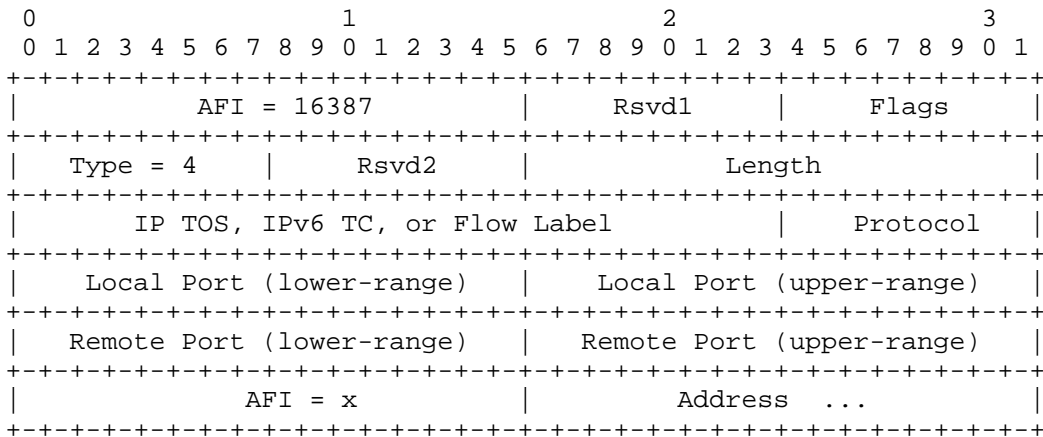 0                   1                   2                   3
 0 1 2 3 4 5 6 7 8 9 0 1 2 3 4 5 6 7 8 9 0 1 2 3 4 5 6 7 8 9 0 1
+-+-+-+-+-+-+-+-+-+-+-+-+-+-+-+-+-+-+-+-+-+-+-+-+-+-+-+-+-+-+-+-+
|           AFI = 16387         |     Rsvd1     |     Flags     |
+-+-+-+-+-+-+-+-+-+-+-+-+-+-+-+-+-+-+-+-+-+-+-+-+-+-+-+-+-+-+-+-+
|   Type = 4    |     Rsvd2     |            Length             |
+-+-+-+-+-+-+-+-+-+-+-+-+-+-+-+-+-+-+-+-+-+-+-+-+-+-+-+-+-+-+-+-+
|       IP TOS, IPv6 TC, or Flow Label          |    Protocol   |
+-+-+-+-+-+-+-+-+-+-+-+-+-+-+-+-+-+-+-+-+-+-+-+-+-+-+-+-+-+-+-+-+
|    Local Port (lower-range)   |    Local Port (upper-range)   |
+-+-+-+-+-+-+-+-+-+-+-+-+-+-+-+-+-+-+-+-+-+-+-+-+-+-+-+-+-+-+-+-+
|   Remote Port (lower-range)   |   Remote Port (upper-range)   |
+-+-+-+-+-+-+-+-+-+-+-+-+-+-+-+-+-+-+-+-+-+-+-+-+-+-+-+-+-+-+-+-+
|              AFI = x          |         Address  ...          |
+-+-+-+-+-+-+-+-+-+-+-+-+-+-+-+-+-+-+-+-+-+-+-+-+-+-+-+-+-+-+-+-+